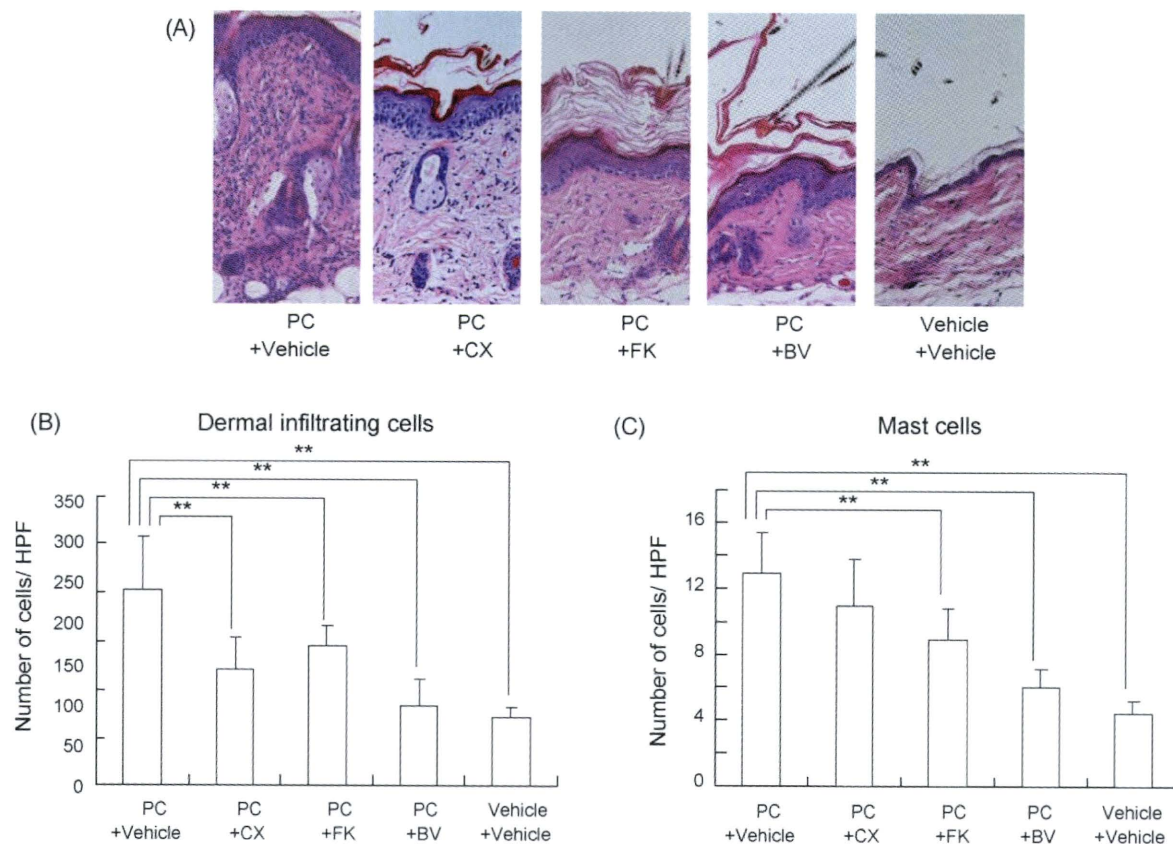 (A)
PC
+Vehicle
PC
+CX
PC
+FK
PC
+BV
Vehicle
+Vehicle
(B)
Dermal infiltrating cells
**
**
**
**
Number of cells/ HPF
350
300
250
200
150
100
50
0
PC
+Vehicle
PC
+CX
PC
+FK
PC
+BV
Vehicle
+Vehicle
(C)
Mast cells
**
**
**
Number of cells/ HPF
16
12
8
4
0
PC
+Vehicle
PC
+CX
PC
+FK
PC
+BV
Vehicle
+Vehicle